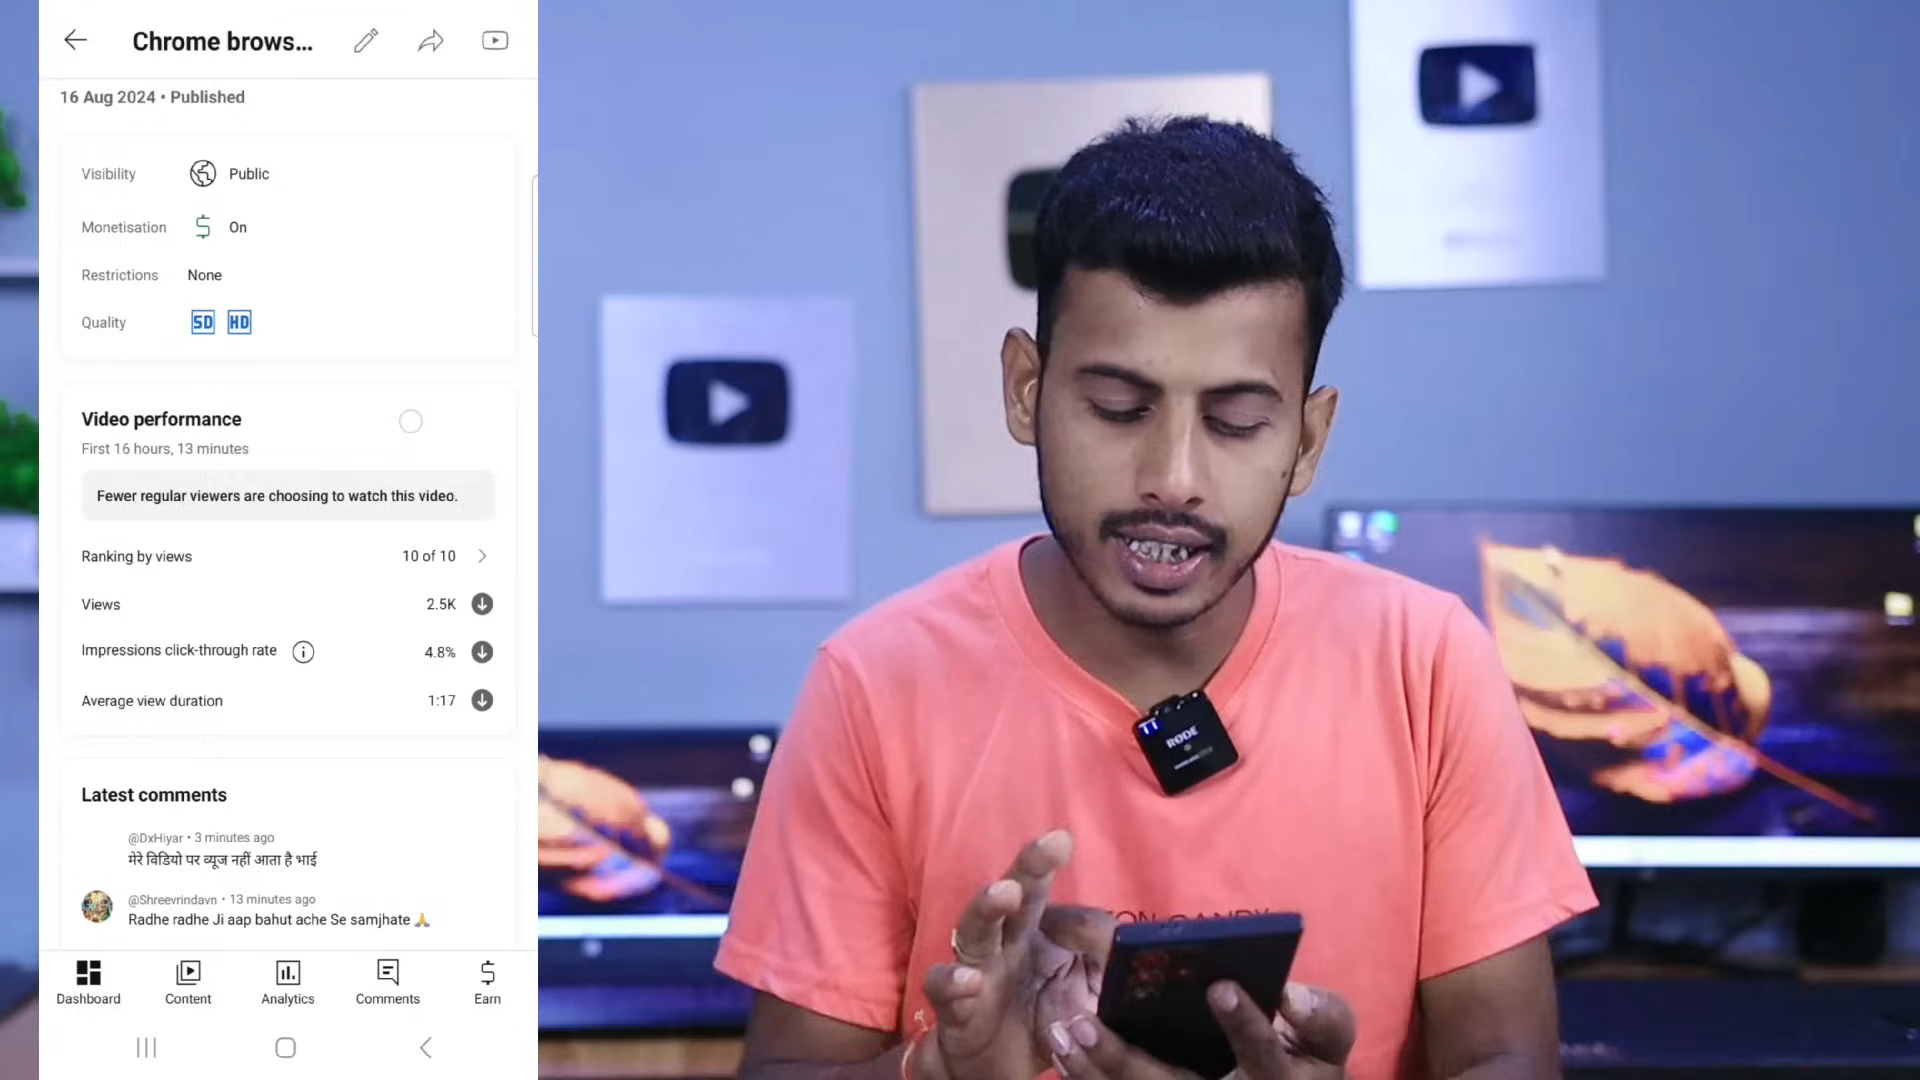 Chrome brows...
16 Aug 2024 • Published
Visibility Public
Monetisation On
Restrictions None
Quality SD HD
Video performance
First 16 hours, 13 minutes
Fewer regular viewers are choosing to watch this video.
Ranking by views 10 of 10
Views 2.5K
Impressions click-through rate 4.8%
Average view duration 1:17
Latest comments
@DxHiyar • 3 minutes ago
मेरे विडियो पर व्यूज नहीं आता है भाई
@Shreevrindavn • 13 minutes ago
Radhe radhe Ji aap bahut ache Se samjhate 🙏
Dashboard Content Analytics Comments Earn
RØDE